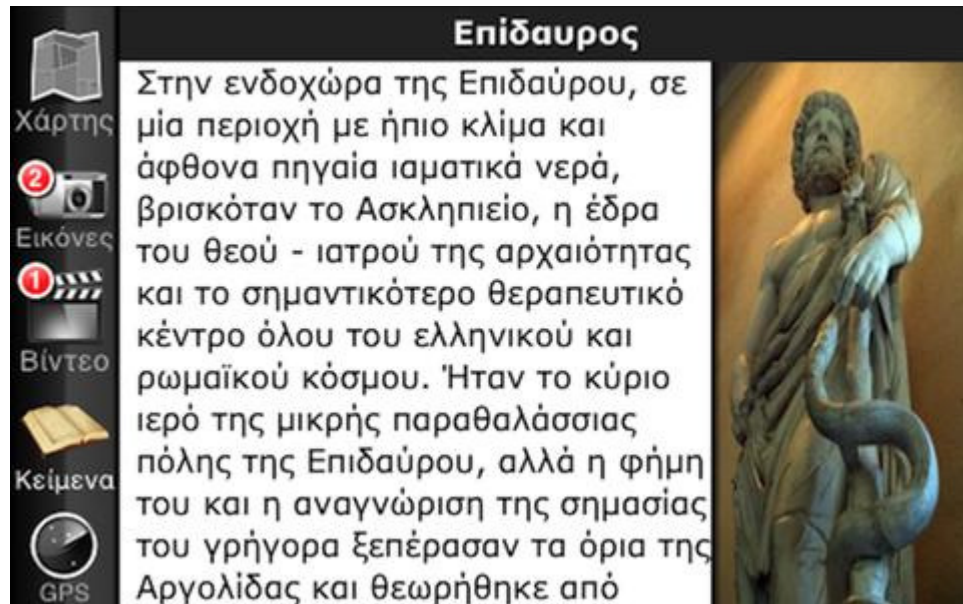 Επίδαυρος
Χάρτης
2
Εικόνες
1
Βίντεο
Κείμενα
GPS
Στην ενδοχώρα της Επιδαύρου, σε
μία περιοχή με ήπιο κλίμα και
άφθονα πηγαία ιαματικά νερά,
βρισκόταν το Ασκληπιείο, η έδρα
του θεού - ιατρού της αρχαιότητας
και το σημαντικότερο θεραπευτικό
κέντρο όλου του ελληνικού και
ρωμαϊκού κόσμου. Ήταν το κύριο
ιερό της μικρής παραθαλάσσιας
πόλης της Επιδαύρου, αλλά η φήμη
του και η αναγνώριση της σημασίας
του γρήγορα ξεπέρασαν τα όρια της
Αργολίδας και θεωρήθηκε από